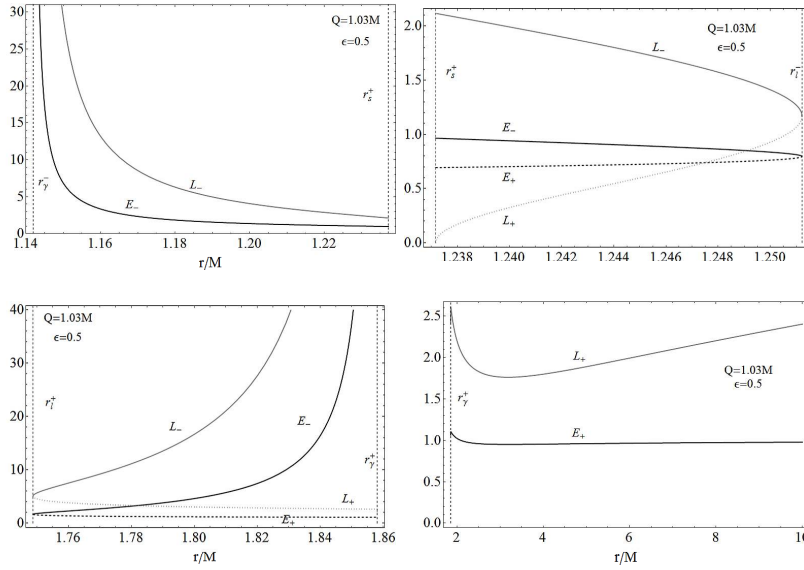 30
25
20
15
10
5
0
Q=1.03M
ϵ=0.5
r_s^+
r_γ^-
L_-
E_-
1.14 1.16 1.18 1.20 1.22
r/M
2.0
1.5
1.0
0.5
0.0
Q=1.03M
ϵ=0.5
L_-
r_s^+
r_l^-
E_-
E_+
L_+
1.238 1.240 1.242 1.244 1.246 1.248 1.250
r/M
40
30
20
10
0
Q=1.03M
ϵ=0.5
r_l^+
L_-
E_-
r_γ^+
L_+
E_+
1.76 1.78 1.80 1.82 1.84 1.86
r/M
2.5
2.0
1.5
1.0
0.5
0.0
L_+
Q=1.03M
ϵ=0.5
r_γ^+
E_+
2 4 6 8 10
r/M